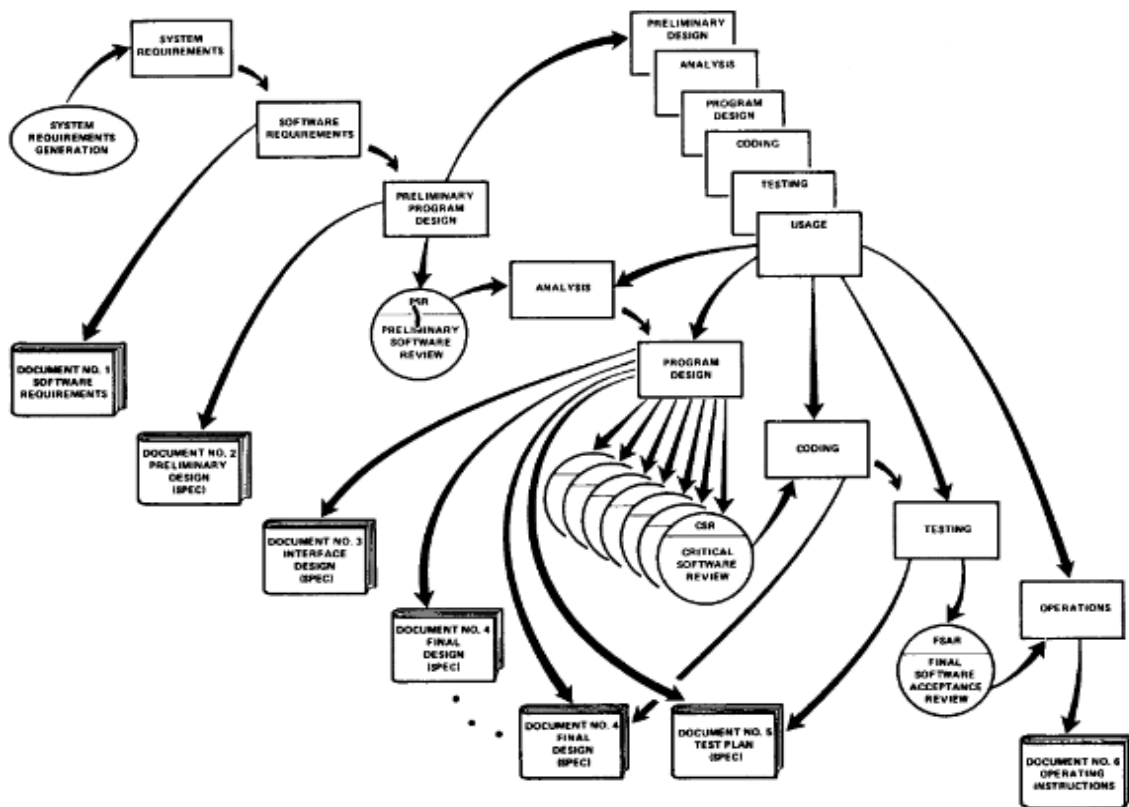 SYSTEM
REQUIREMENTS
SYSTEM
REQUIREMENTS
GENERATION
SOFTWARE
REQUIREMENTS
PRELIMINARY
PROGRAM
DESIGN
PRELIMINARY
DESIGN
ANALYSIS
PROGRAM
DESIGN
CODING
TESTING
USAGE
PSR
PRELIMINARY
SOFTWARE
REVIEW
ANALYSIS
PROGRAM
DESIGN
DOCUMENT NO. 1
SOFTWARE
REQUIREMENTS
DOCUMENT NO. 2
PRELIMINARY
DESIGN
(SPEC)
DOCUMENT NO. 3
INTERFACE
DESIGN
(SPEC)
CSR
CRITICAL
SOFTWARE
REVIEW
CODING
TESTING
DOCUMENT NO. 4
FINAL
DESIGN
(SPEC)
DOCUMENT NO. 4
FINAL
DESIGN
(SPEC)
DOCUMENT NO. 5
TEST PLAN
(SPEC)
FSAR
FINAL
SOFTWARE
ACCEPTANCE
REVIEW
OPERATIONS
DOCUMENT NO. 6
OPERATING
INSTRUCTIONS